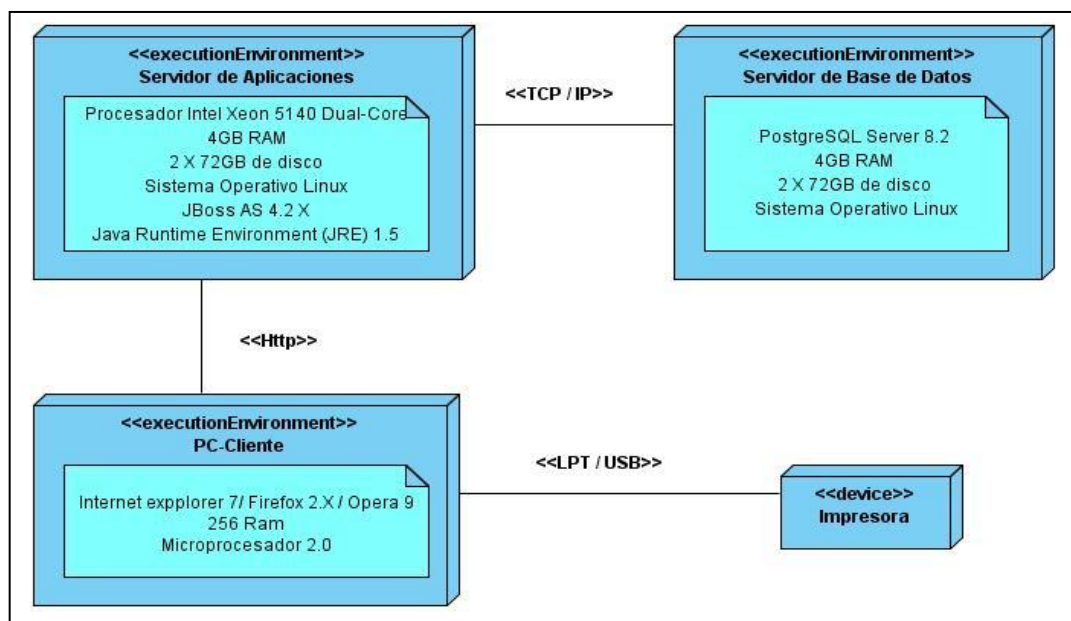 <<executionEnvironment>>
Servidor de Aplicaciones
Procesador Intel Xeon 5140 Dual-Core
4GB RAM
2 X 72GB de disco
Sistema Operativo Linux
JBoss AS 4.2 X
Java Runtime Environment (JRE) 1.5
<<TCP / IP>>
<<executionEnvironment>>
Servidor de Base de Datos
PostgreSQL Server 8.2
4GB RAM
2 X 72GB de disco
Sistema Operativo Linux
<<Http>>
<<executionEnvironment>>
PC-Cliente
Internet expplorer 7/ Firefox 2.X / Opera 9
256 Ram
Microprocesador 2.0
<<LPT / USB>>
<<device>>
Impresora